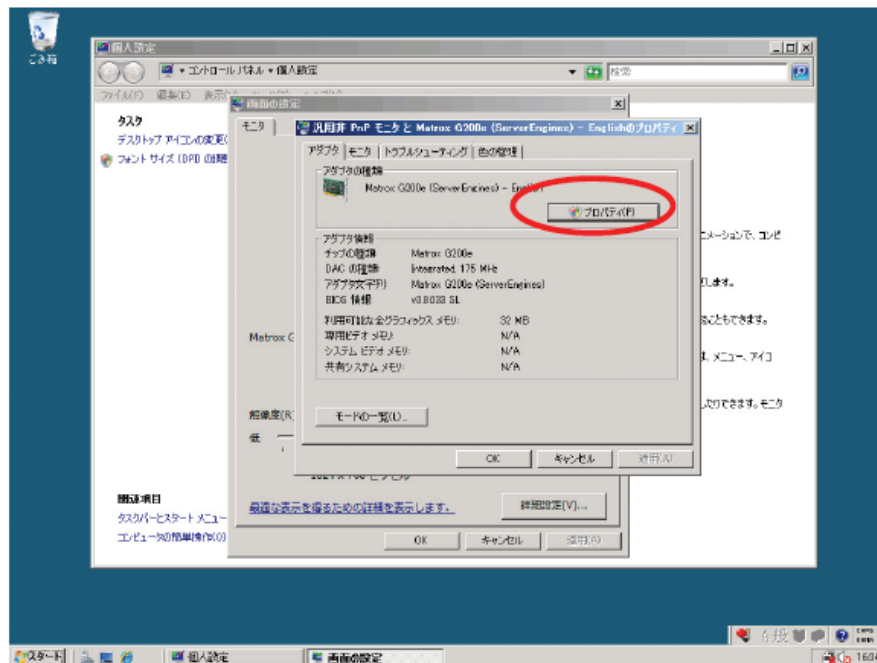 ごみ箱
個人設定
コントロール パネル ▾ 個人設定
検索
ファイル(F) 編集(E) 表示
画面の設定
タスク
デスクトップ アイコンの変更(
フォント サイズ (DPI) の調整
モニタ
汎用非 PnP モニタ と Matrox G200e (ServerEngines) - English のプロパティ
アダプタ モニタ トラブルシューティング 色の管理
アダプタの種類
Matrox G200e (ServerEngines) - English
プロパティ(P)
アダプタ情報
チップの種類: Matrox G200e
DAC の種類: Integrated, 175 MHz
アダプタ文字列: Matrox G200e (ServerEngines)
BIOS 情報: v3.8033 SL
利用可能な全グラフィックス メモリ: 32 MB
専用ビデオ メモリ: N/A
システム ビデオ メモリ: N/A
共有システム メモリ: N/A
モードの一覧(L)...
OK キャンセル 適用(A)
ニメーションで、コンピ
します。
ることもできます。
す、メニュー、アイコ
したりできます。モニタ
Matrox G
解像度(R)
低
最適な表示を得るための詳細を表示します。
詳細設定(V)...
OK キャンセル 適用(A)
関連項目
タスク バーとスタート メニュー
コンピュータの簡単操作(O)
スタート
個人設定
画面の設定
般
CAPS
KANA